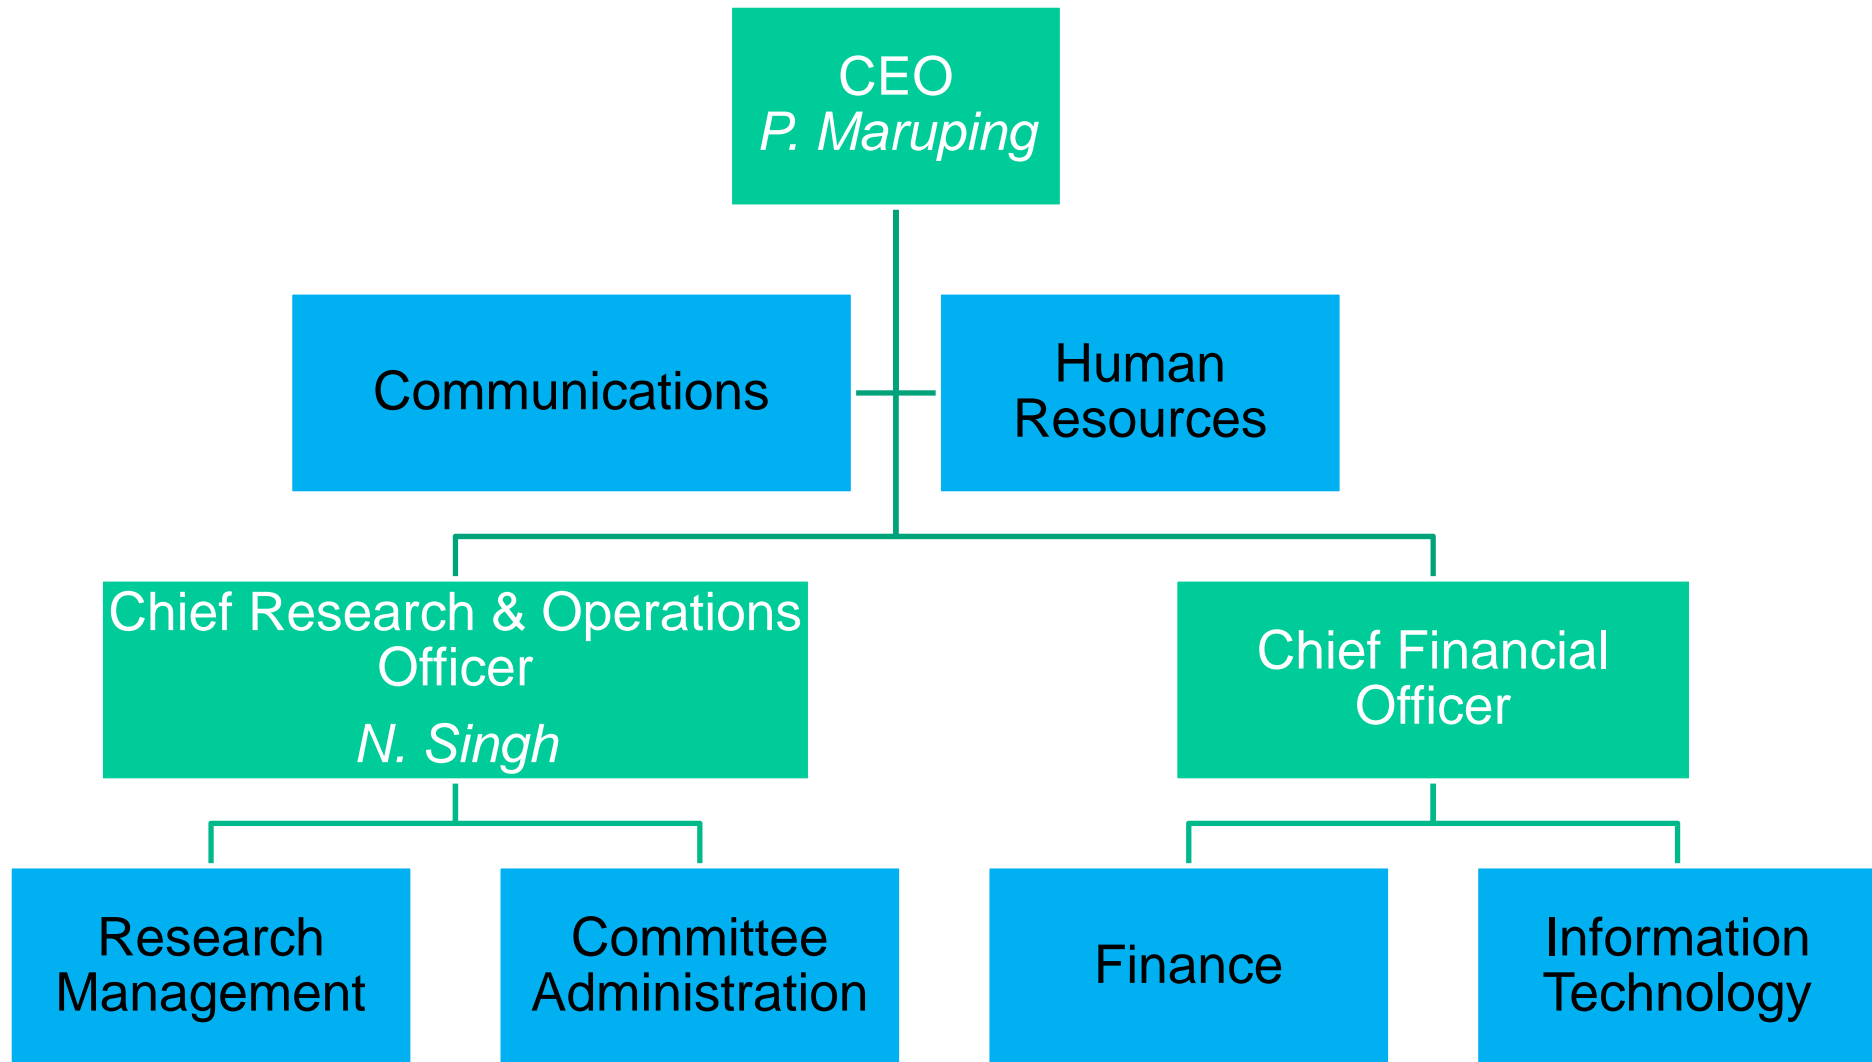 CEO
P. Maruping
Communications
Human
Resources
Chief Research & Operations
Officer
N. Singh
Chief Financial
Officer
Research
Management
Committee
Administration
Finance
Information
Technology